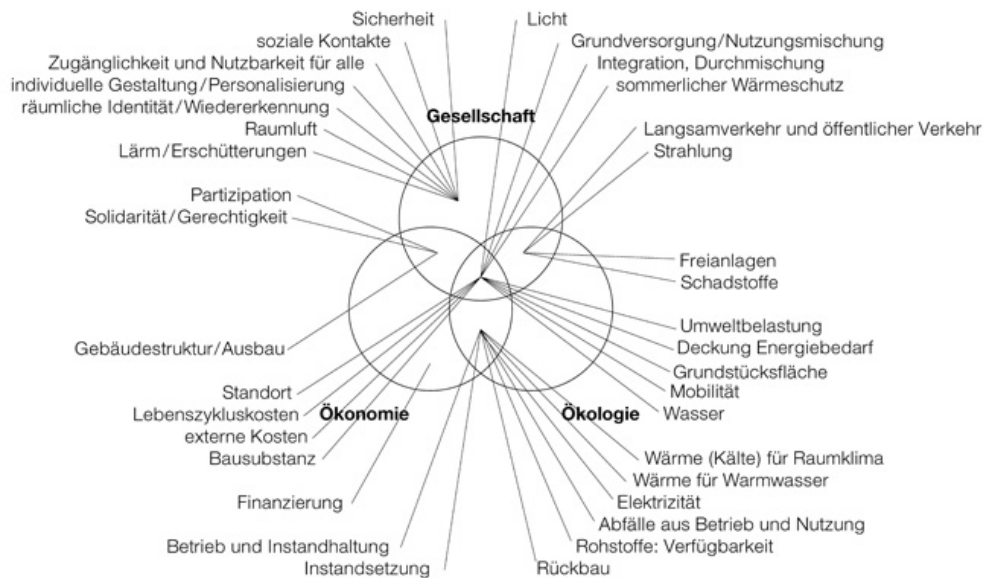 Sicherheit
Licht
soziale Kontakte
Grundversorgung/Nutzungsmischung
Zugänglichkeit und Nutzbarkeit für alle
Integration, Durchmischung
individuelle Gestaltung/Personalisierung
sommerlicher Wärmeschutz
räumliche Identität/Wiedererkennung
Gesellschaft
Raumluft
Langsamverkehr und öffentlicher Verkehr
Lärm/Erschütterungen
Strahlung
Partizipation
Solidarität/Gerechtigkeit
Freianlagen
Schadstoffe
Umweltbelastung
Gebäudestruktur/Ausbau
Deckung Energiebedarf
Grundstücksfläche
Standort
Mobilität
Lebenszykluskosten
Ökonomie
Ökologie
Wasser
externe Kosten
Bausubstanz
Wärme (Kälte) für Raumklima
Wärme für Warmwasser
Finanzierung
Elektrizität
Abfälle aus Betrieb und Nutzung
Betrieb und Instandhaltung
Rohstoffe: Verfügbarkeit
Instandsetzung
Rückbau